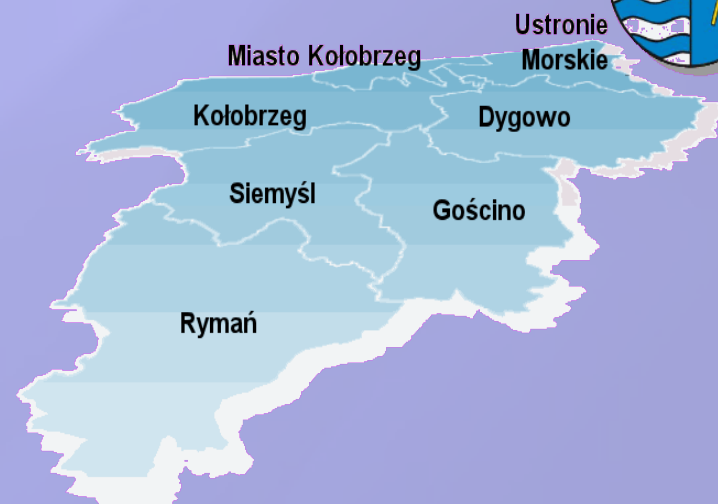 Ustronie
Morskie
Miasto Kołobrzeg
Kołobrzeg
Dygowo
Siemyśl
Gościno
Rymań